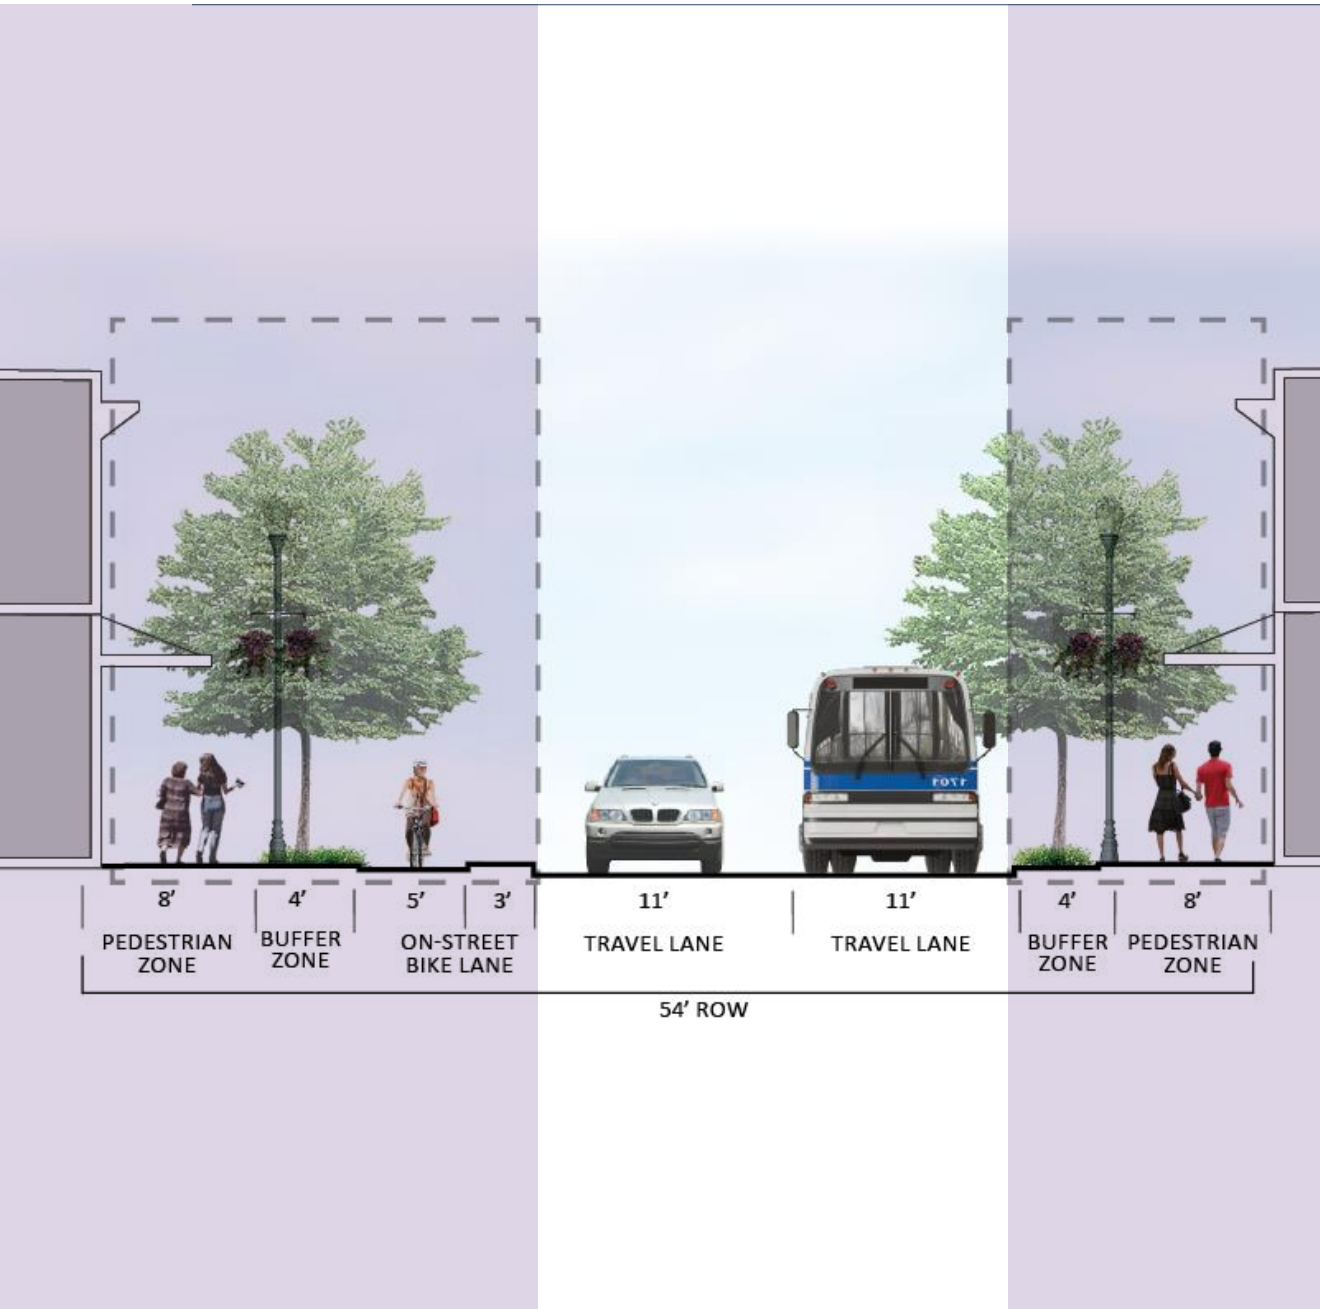 1701
8’
4’
5’
3’
11’
11’
4’
8’
PEDESTRIAN
ZONE
BUFFER
ZONE
ON-STREET
BIKE LANE
TRAVEL LANE
TRAVEL LANE
BUFFER
ZONE
PEDESTRIAN
ZONE
54’ ROW